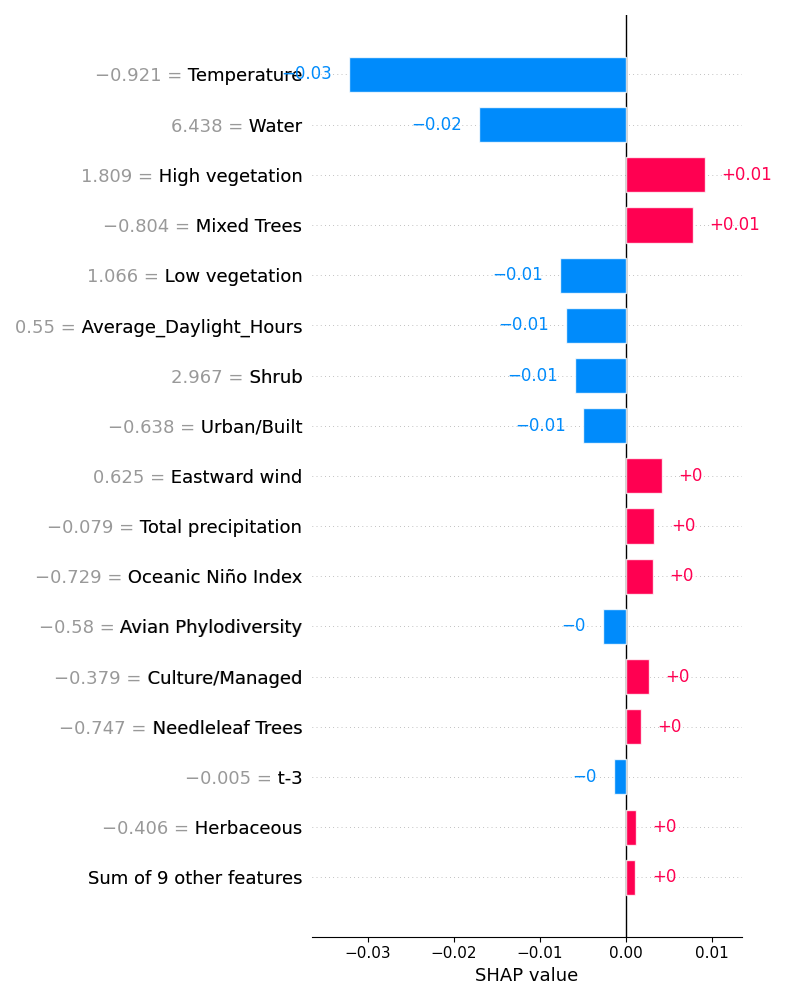 −0.921 = Temperature −0.03
6.438 = Water −0.02
1.809 = High vegetation +0.01
−0.804 = Mixed Trees +0.01
1.066 = Low vegetation −0.01
0.55 = Average_Daylight_Hours −0.01
2.967 = Shrub −0.01
−0.638 = Urban/Built −0.01
0.625 = Eastward wind +0
−0.079 = Total precipitation +0
−0.729 = Oceanic Niño Index +0
−0.58 = Avian Phylodiversity −0
−0.379 = Culture/Managed +0
−0.747 = Needleleaf Trees +0
−0.005 = t-3 −0
−0.406 = Herbaceous +0
Sum of 9 other features +0
−0.03 −0.02 −0.01 0.00 0.01
SHAP value